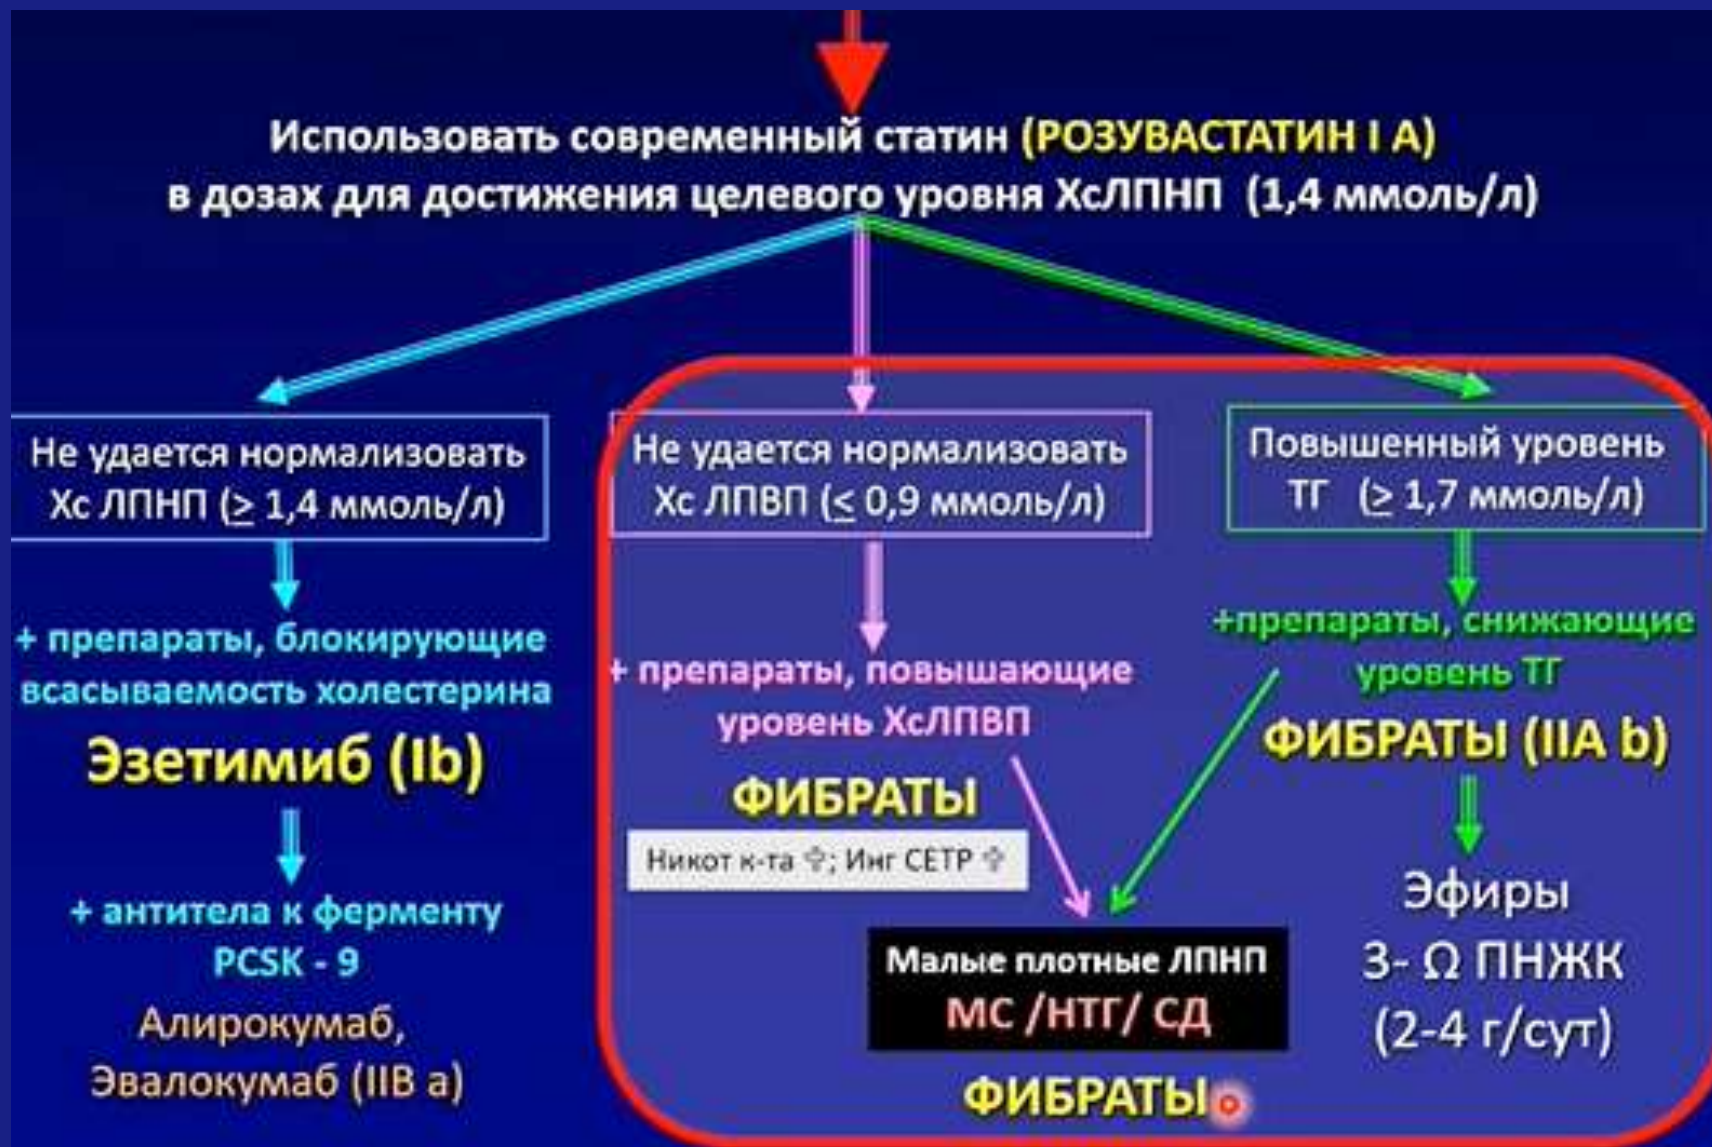 Использовать современный статин (РОЗУВАСТАТИН I А)
в дозах для достижения целевого уровня ХсЛПНП (1,4 ммоль/л)
Не удается нормализовать
Хс ЛПНП (≥ 1,4 ммоль/л)
+ препараты, блокирующие
всасываемость холестерина
Эзетимиб (Ib)
+ антитела к ферменту
PCSK - 9
Алирокумаб,
Эвалокумаб (IIB a)
Не удается нормализовать
Хс ЛПВП (≤ 0,9 ммоль/л)
+ препараты, повышающие
уровень ХсЛПВП
ФИБРАТЫ
Никот к-та ✞; Инг CETP ✞
Повышенный уровень
ТГ (≥ 1,7 ммоль/л)
+препараты, снижающие
уровень ТГ
ФИБРАТЫ (IIA b)
Эфиры
3- Ω ПНЖК
(2-4 г/сут)
Малые плотные ЛПНП
МС /НТГ/ СД
ФИБРАТЫ